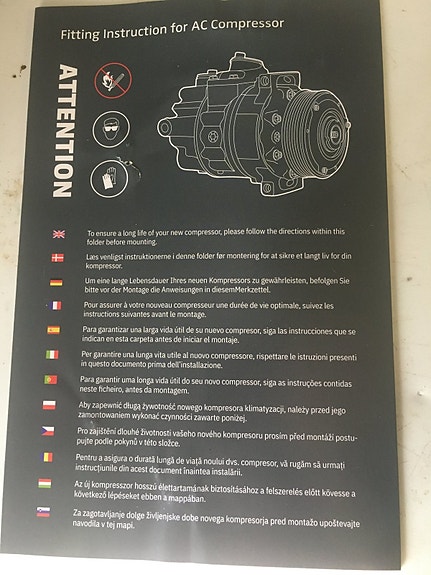 Fitting Instruction for AC Compressor
ATTENTION
To ensure a long life of your new compressor, please follow the directions within this
folder before mounting.
Læs venligst instruktionerne i denne folder før montering for at sikre et langt liv for din
kompressor.
Um eine lange Lebensdauer Ihres neuen Kompressors zu gewährleisten, befolgen Sie
bitte vor der Montage die Anweisungen in diesemMerkzettel.
Pour assurer à votre nouveau compresseur une durée de vie optimale, suivez les
instructions suivantes avant le montage.
Para garantizar una larga vida útil de su nuevo compresor, siga las instrucciones que se
indican en esta carpeta antes de iniciar el montaje.
Per garantire una lunga vita utile al nuovo compressore, rispettare le istruzioni presenti
in questo documento prima dell'installazione.
Para garantir uma longa vida útil do seu novo compressor, siga as instruções contidas
neste ficheiro, antes da montagem.
Aby zapewnić długą żywotność nowego kompresora klimatyzacji, należy przed jego
zamontowaniem wykonać czynności zawarte poniżej.
Pro zajištění dlouhé životnosti vašeho nového kompresoru prosím před montáží postu-
pujte podle pokynů v této složce.
Pentru a asigura o durată lungă de viață noului dvs. compresor, vă rugăm să urmați
instrucțiunile din acest document înaintea instalării.
Az új kompresszor hosszú élettartamának biztosításához a felszerelés előtt kövesse a
következő lépéseket ebben a mappában.
Za zagotavljanje dolge življenjske dobe novega kompresorja pred montažo upoštevajte
navodila v tej mapi.